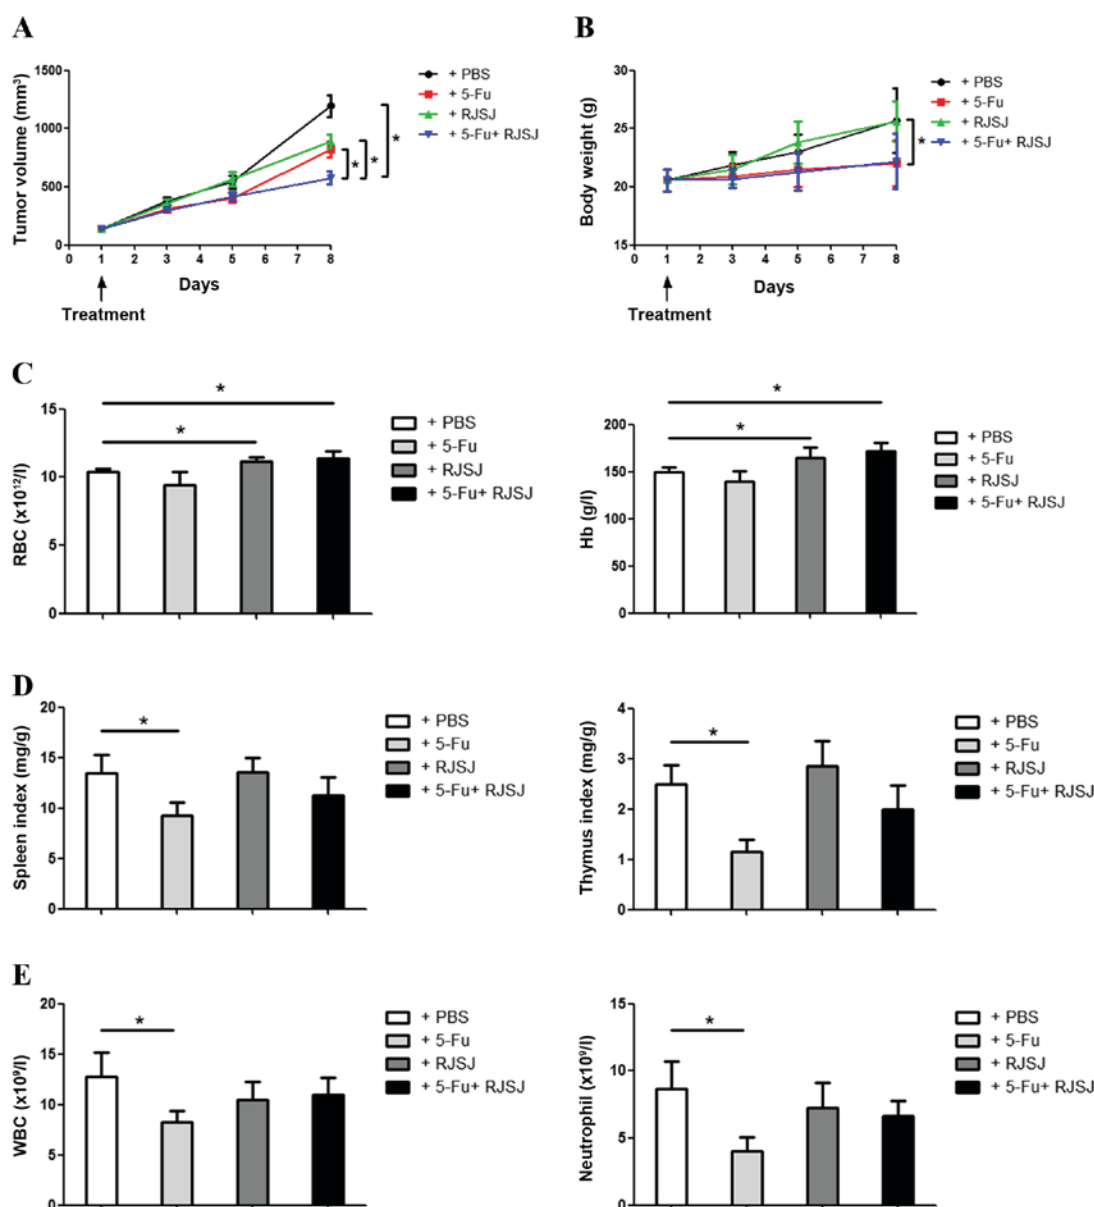 A
Tumor volume (mm³)
1500
1000
500
0
0 1 2 3 4 5 6 7 8
Days
Treatment
+ PBS
+ 5-Fu
+ RJSJ
+ 5-Fu+ RJSJ
*
*
*
B
Body weight (g)
30
25
20
15
0 1 2 3 4 5 6 7 8
Days
Treatment
+ PBS
+ 5-Fu
+ RJSJ
+ 5-Fu+ RJSJ
*
C
RBC (x10¹²/l)
15
10
5
0
*
*
+ PBS
+ 5-Fu
+ RJSJ
+ 5-Fu+ RJSJ
Hb (g/l)
200
150
100
50
0
*
*
+ PBS
+ 5-Fu
+ RJSJ
+ 5-Fu+ RJSJ
D
Spleen index (mg/g)
20
15
10
5
0
*
+ PBS
+ 5-Fu
+ RJSJ
+ 5-Fu+ RJSJ
Thymus index (mg/g)
4
3
2
1
0
*
+ PBS
+ 5-Fu
+ RJSJ
+ 5-Fu+ RJSJ
E
WBC (x10⁹/l)
20
15
10
5
0
*
+ PBS
+ 5-Fu
+ RJSJ
+ 5-Fu+ RJSJ
Neutrophil (x10⁹/l)
15
10
5
0
*
+ PBS
+ 5-Fu
+ RJSJ
+ 5-Fu+ RJSJ